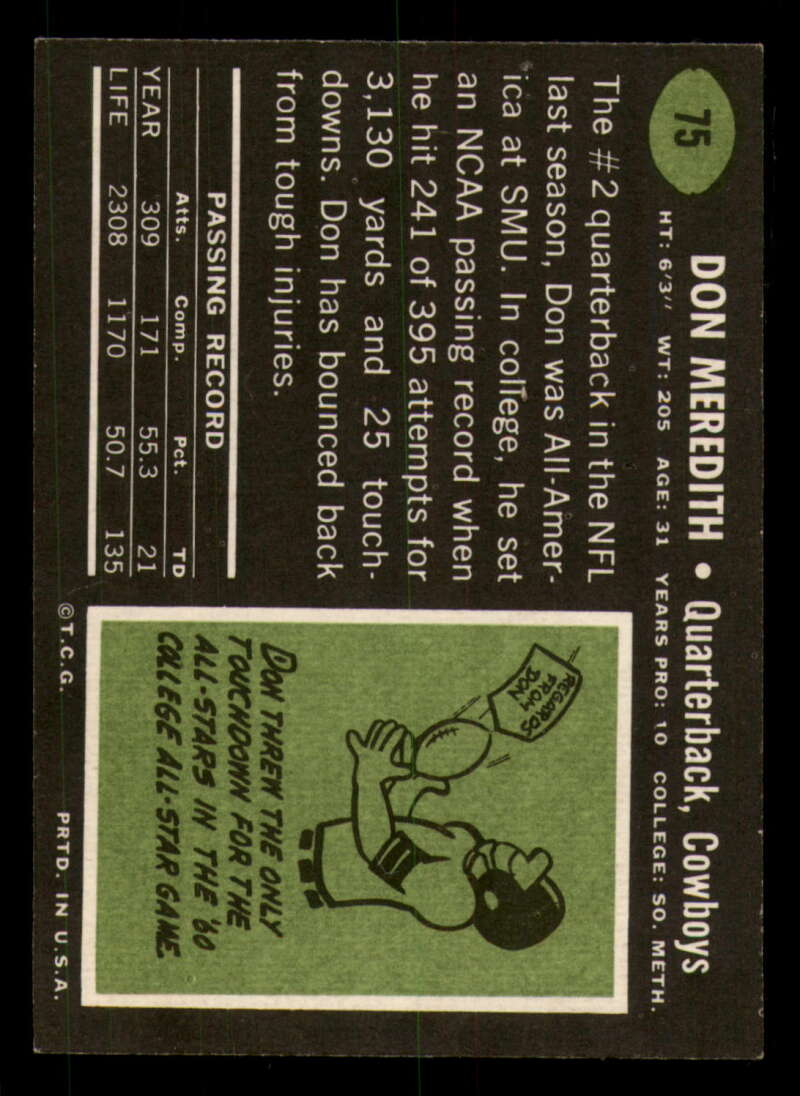 75
DON MEREDITH • Quarterback, Cowboys
HT: 6'3" WT: 205 AGE: 31 YEARS PRO: 10 COLLEGE: SO. METH.
The #2 quarterback in the NFL
last season, Don was All-Amer-
ica at SMU. In college, he set
an NCAA passing record when
he hit 241 of 395 attempts for
3,130 yards and 25 touch-
downs. Don has bounced back
from tough injuries.
PASSING RECORD
Atts. Comp. Pct. TD
YEAR 309 171 55.3 21
LIFE 2308 1170 50.7 135
REGARDS
FROM
DON
DON THREW THE ONLY
TOUCHDOWN FOR THE
ALL-STARS IN THE '60
COLLEGE ALL-STAR GAME.
©T.C.G. PRTD. IN U.S.A.